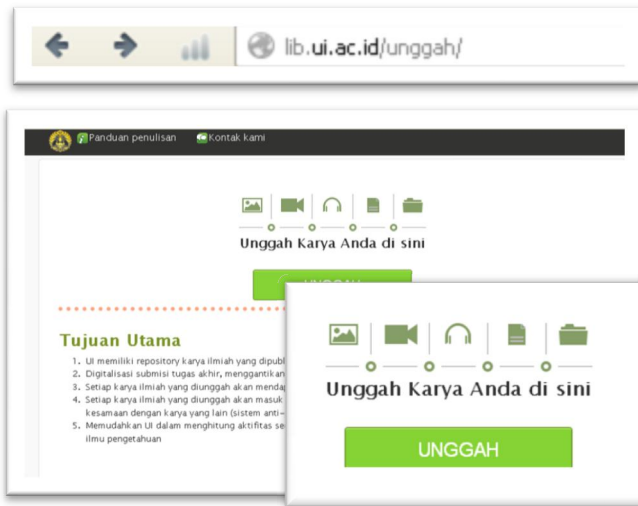 lib.ui.ac.id/unggah/
Panduan penulisan Kontak kami
Unggah Karya Anda di sini
Tujuan Utama
1. UI memiliki repository karya ilmiah yang dipubl
2. Digitalisasi submisi tugas akhir, menggantikan
3. Setiap karya ilmiah yang diunggah akan menda
4. Setiap karya ilmiah yang diunggah akan masuk
kesamaan dengan karya yang lain (sistem anti-
5. Memudahkan UI dalam menghitung aktifitas se
ilmu pengetahuan
Unggah Karya Anda di sini
UNGGAH